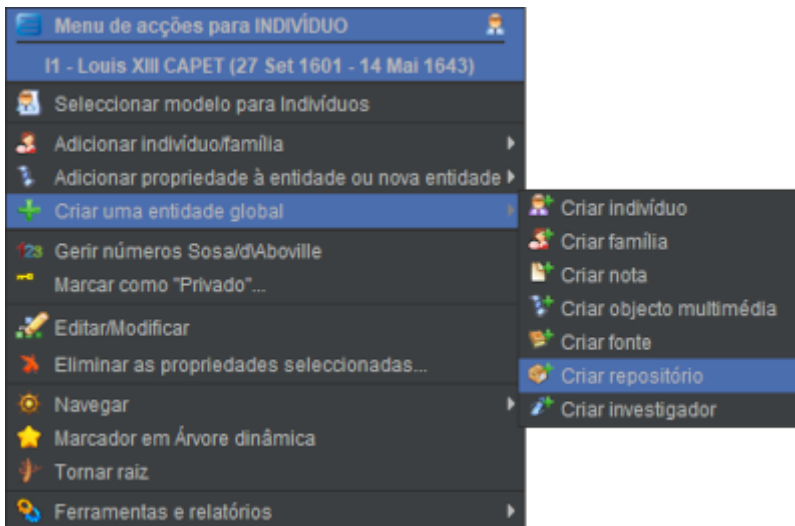 Menu de acções para INDIVÍDUO
I1 - Louis XIII CAPET (27 Set 1601 - 14 Mai 1643)
Seleccionar modelo para Indivíduos
Adicionar indivíduo/família
Adicionar propriedade à entidade ou nova entidade
Criar uma entidade global
Criar indivíduo
Criar família
Criar nota
Criar objecto multimédia
Criar fonte
Criar repositório
Criar investigador
123 Gerir números Sosa/d\Aboville
Marcar como "Privado"...
Editar/Modificar
Eliminar as propriedades seleccionadas...
Navegar
Marcador em Árvore dinâmica
Tornar raiz
Ferramentas e relatórios